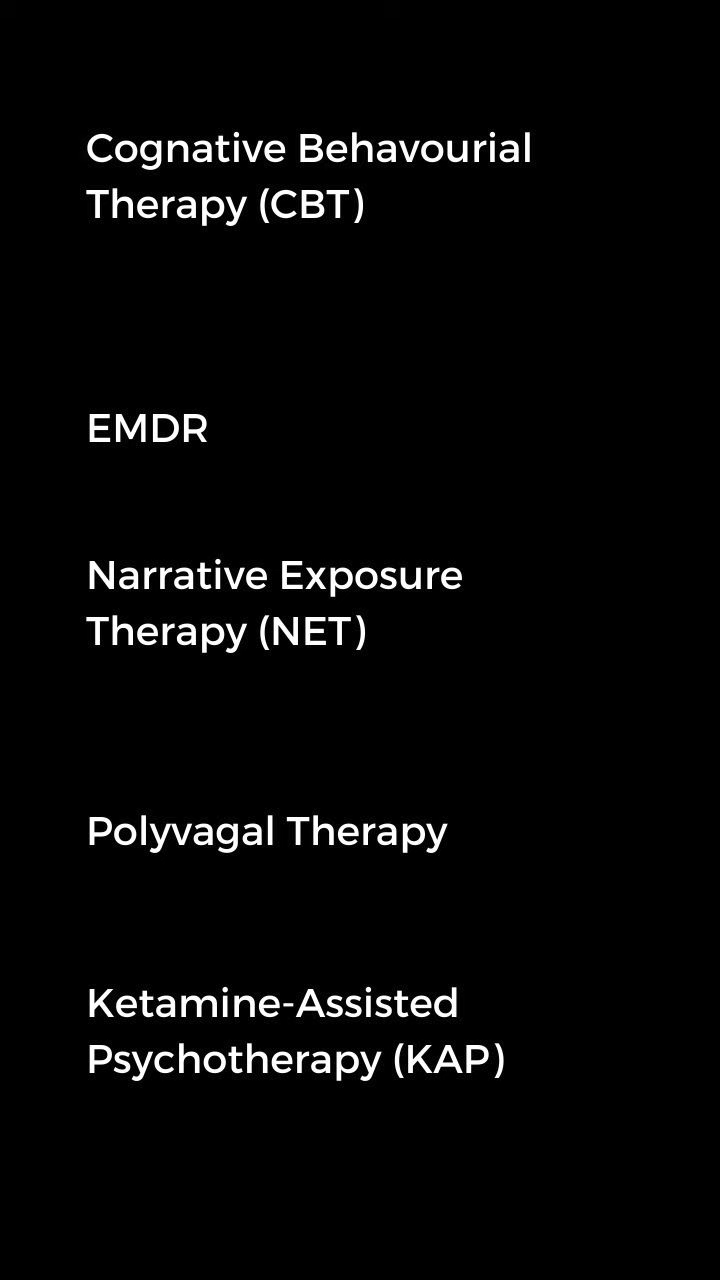 Cognative Behavourial
Therapy (CBT)
EMDR
Narrative Exposure
Therapy (NET)
Polyvagal Therapy
Ketamine-Assisted
Psychotherapy (KAP)